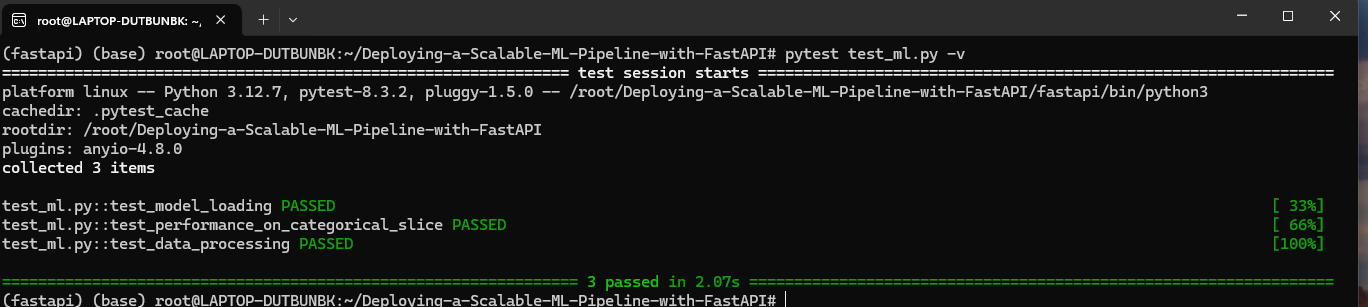 root@LAPTOP-DUTBUNBK: ~,
(fastapi) (base) root@LAPTOP-DUTBUNBK:~/Deploying-a-Scalable-ML-Pipeline-with-FastAPI# pytest test_ml.py -v
=============================================================== test session starts ================================================================
platform linux -- Python 3.12.7, pytest-8.3.2, pluggy-1.5.0 -- /root/Deploying-a-Scalable-ML-Pipeline-with-FastAPI/fastapi/bin/python3
cachedir: .pytest_cache
rootdir: /root/Deploying-a-Scalable-ML-Pipeline-with-FastAPI
plugins: anyio-4.8.0
collected 3 items
test_ml.py::test_model_loading PASSED [ 33%]
test_ml.py::test_performance_on_categorical_slice PASSED [ 66%]
test_ml.py::test_data_processing PASSED [100%]
================================================================ 3 passed in 2.07s =================================================================
(fastapi) (base) root@LAPTOP-DUTBUNBK:~/Deploying-a-Scalable-ML-Pipeline-with-FastAPI#